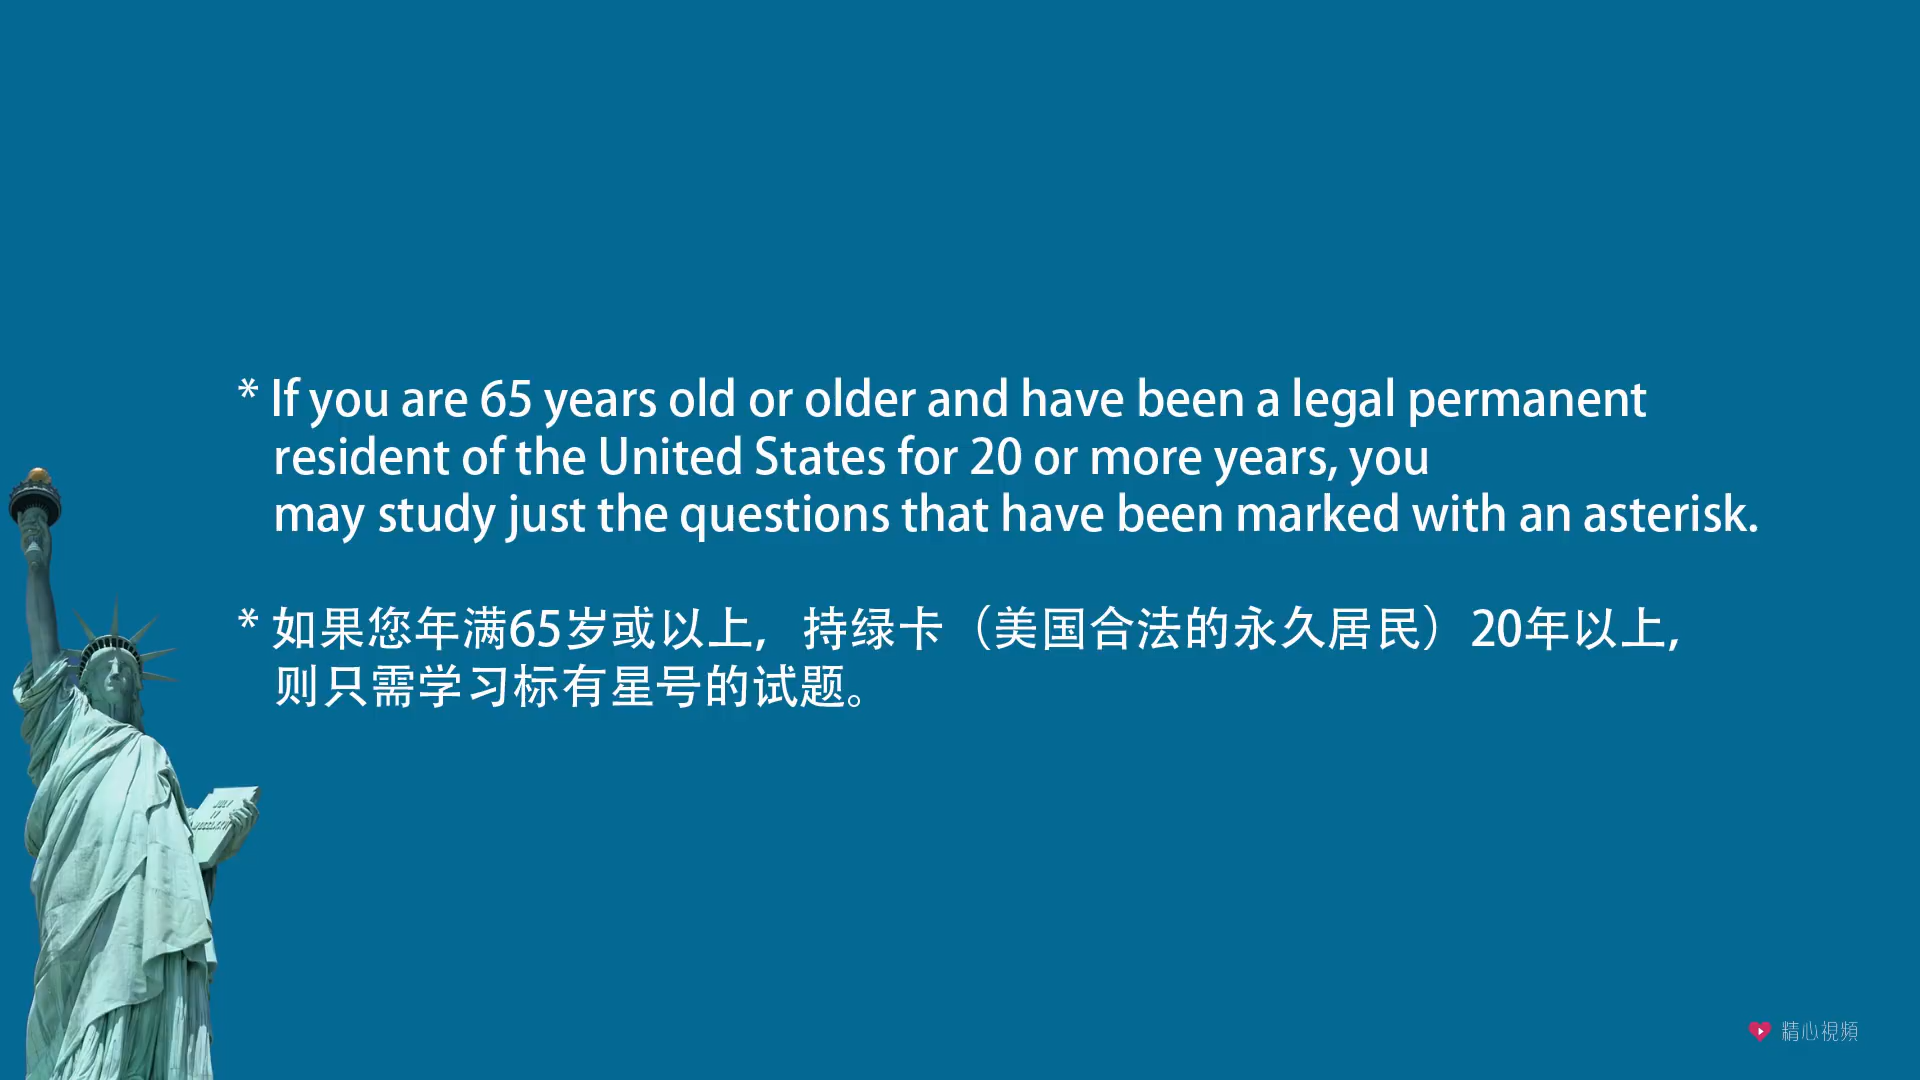 * If you are 65 years old or older and have been a legal permanent
resident of the United States for 20 or more years, you
may study just the questions that have been marked with an asterisk.
* 如果您年满65岁或以上，持绿卡（美国合法的永久居民）20年以上，
则只需学习标有星号的试题。
JULY
IV
精心視頻